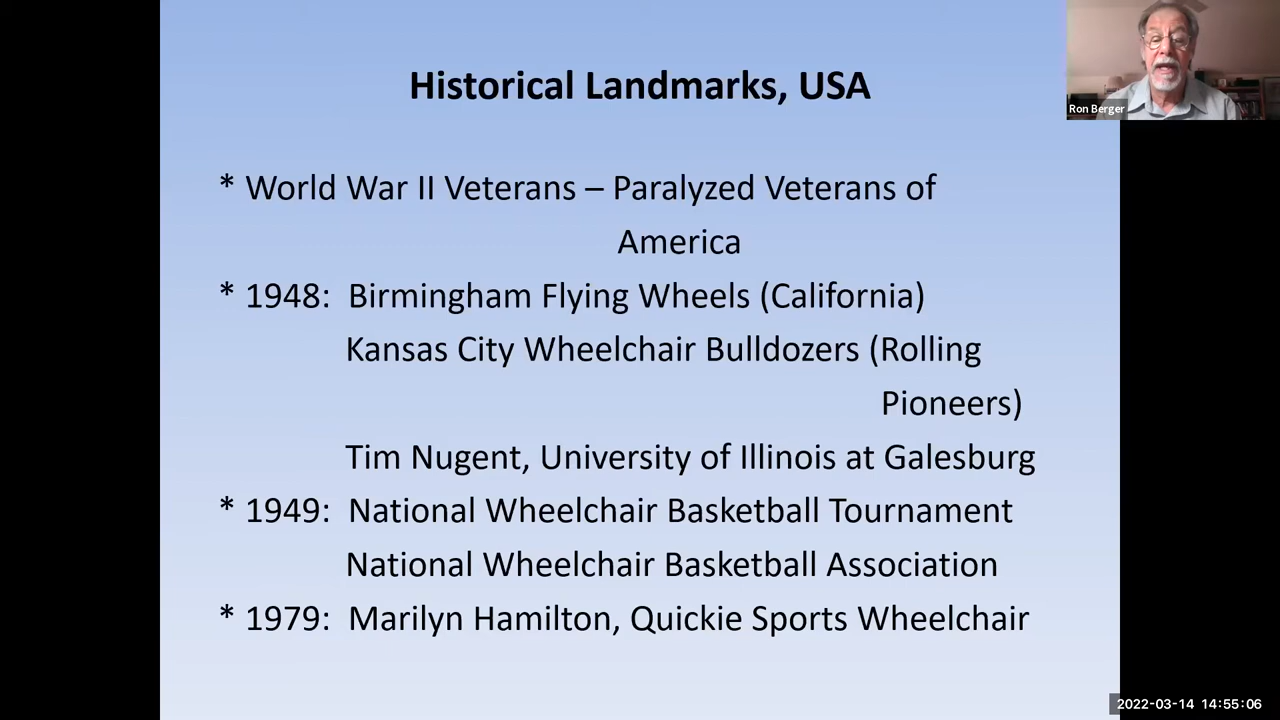 Historical Landmarks, USA
Ron Berger
* World War II Veterans – Paralyzed Veterans of
America
* 1948: Birmingham Flying Wheels (California)
Kansas City Wheelchair Bulldozers (Rolling
Pioneers)
Tim Nugent, University of Illinois at Galesburg
* 1949: National Wheelchair Basketball Tournament
National Wheelchair Basketball Association
* 1979: Marilyn Hamilton, Quickie Sports Wheelchair
2022-03-14 14:55:06